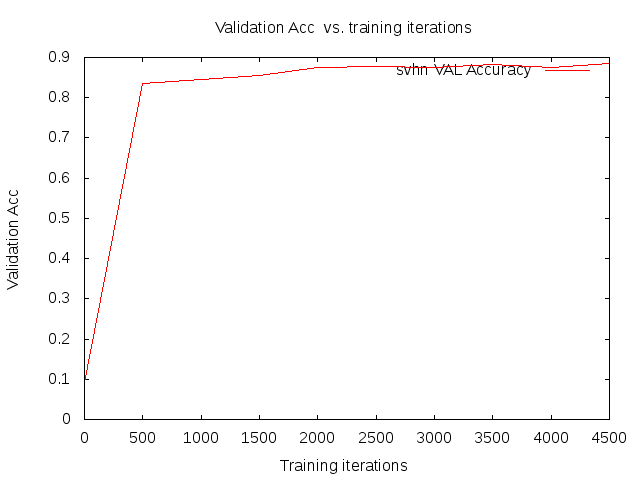 Validation Acc  vs. training iterations
0.9
svhn VAL Accuracy
0.8
0.7
0.6
0.5
0.4
0.3
0.2
0.1
0
Validation Acc
0 500 1000 1500 2000 2500 3000 3500 4000 4500
Training iterations